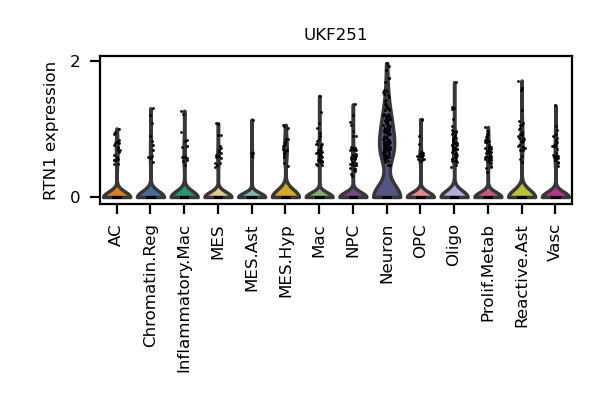 UKF251
RTN1 expression
2
0
AC
Chromatin.Reg
Inflammatory.Mac
MES
MES.Ast
MES.Hyp
Mac
NPC
Neuron
OPC
Oligo
Prolif.Metab
Reactive.Ast
Vasc